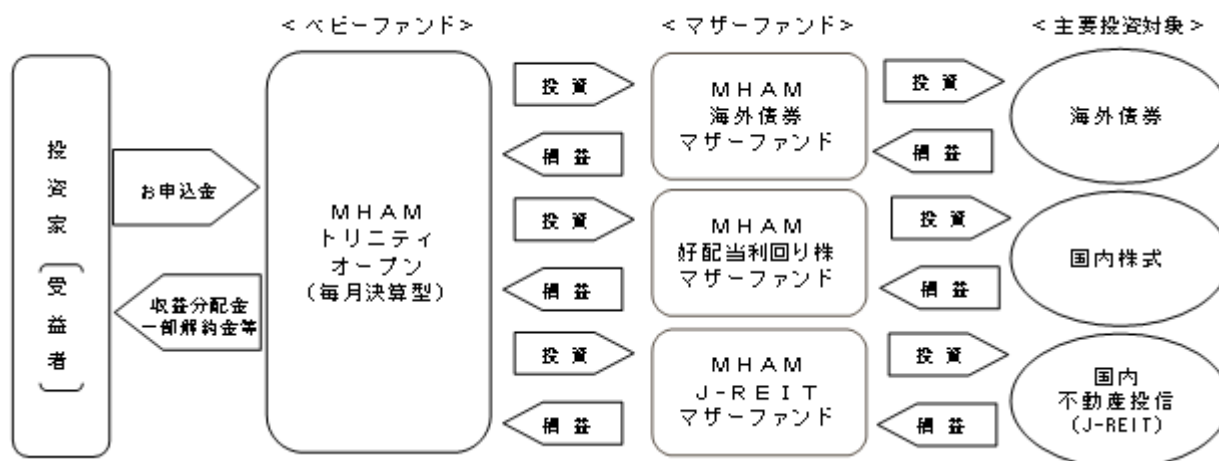 ＜ベビーファンド＞
＜マザーファンド＞
＜主要投資対象＞
投資家（受益者）
お申込金
収益分配金
一部解約金等
ＭＨＡＭ
トリニティ
オープン
（毎月決算型）
投資
損益
投資
損益
投資
損益
ＭＨＡＭ
海外債券
マザーファンド
ＭＨＡＭ
好配当利回り株
マザーファンド
ＭＨＡＭ
Ｊ-ＲＥＩＴ
マザーファンド
投資
損益
投資
損益
投資
損益
海外債券
国内株式
国内
不動産投信
(J-REIT)